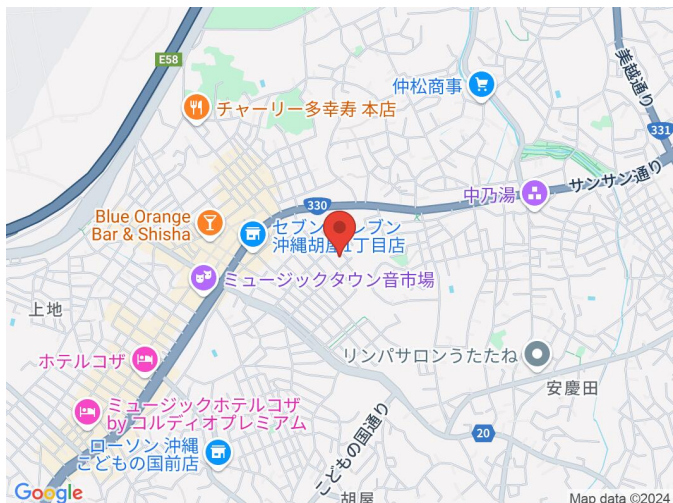 E58
美越通り
仲松商事
チャーリー多幸寿 本店
331
サンサン通り
330
中乃湯
Blue Orange
Bar & Shisha
セブン
ブン
沖縄胡屋
丁目店
ミュージックタウン音市場
上地
リンパサロンうたたね
ホテルコザ
安慶田
ミュージックホテルコザ
by コルディオプレミアム
20
ローソン 沖縄
こどもの国前店
こどもの国通り
胡屋
Google
Map data ©2024